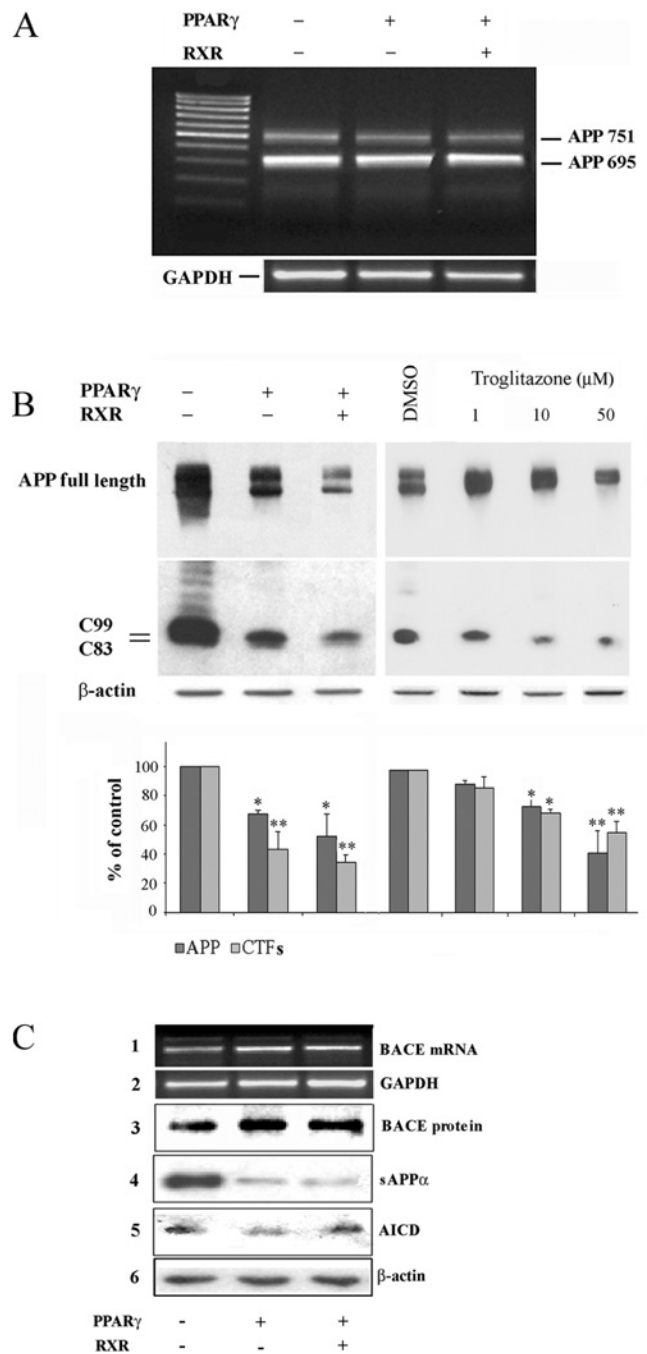 A
PPARγ – + +
RXR – – +
APP 751
APP 695
GAPDH
B
PPARγ – + +
RXR – – +
DMSO
Troglitazone (µM)
1 10 50
APP full length
C99
C83
β-actin
% of control
100
80
60
40
20
0
* ** * ** * * ** **
APP CTFs
C
1 BACE mRNA
2 GAPDH
3 BACE protein
4 sAPPα
5 AICD
6 β-actin
PPARγ - + +
RXR - - +